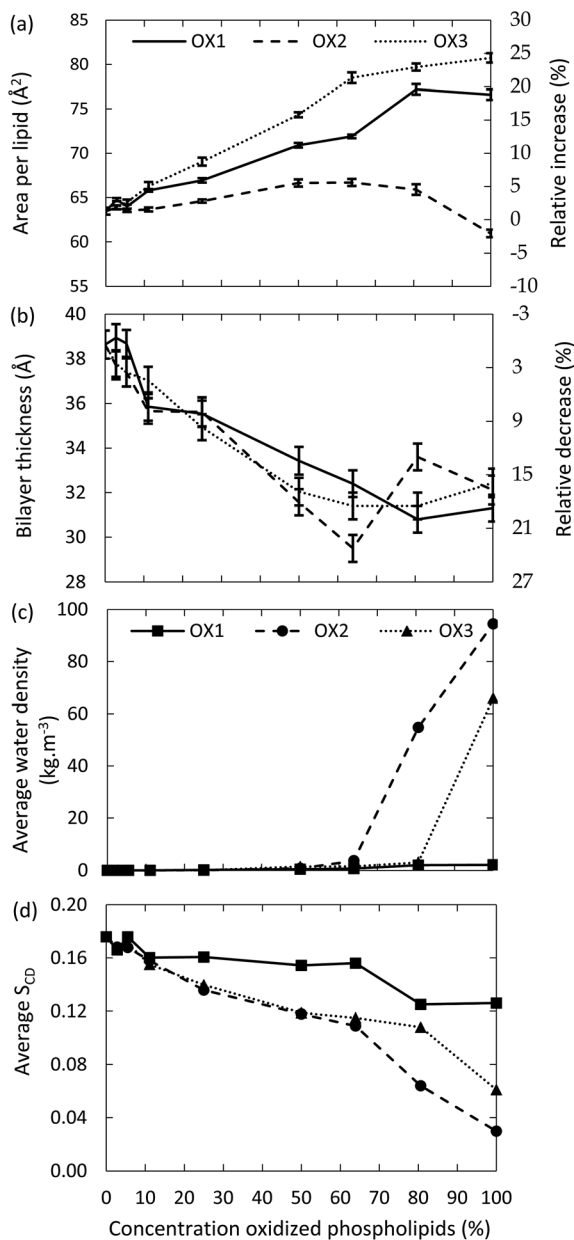 (a)
OX1 OX2 OX3
Area per lipid (Å²)
85
80
75
70
65
60
55
Relative increase (%)
30
25
20
15
10
5
0
-5
-10
(b)
Bilayer thickness (Å)
40
38
36
34
32
30
28
Relative decrease (%)
-3
3
9
15
21
27
(c)
OX1 OX2 OX3
Average water density
(kg.m⁻³)
100
80
60
40
20
0
(d)
Average S_CD
0.20
0.16
0.12
0.08
0.04
0.00
0 10 20 30 40 50 60 70 80 90 100
Concentration oxidized phospholipids (%)